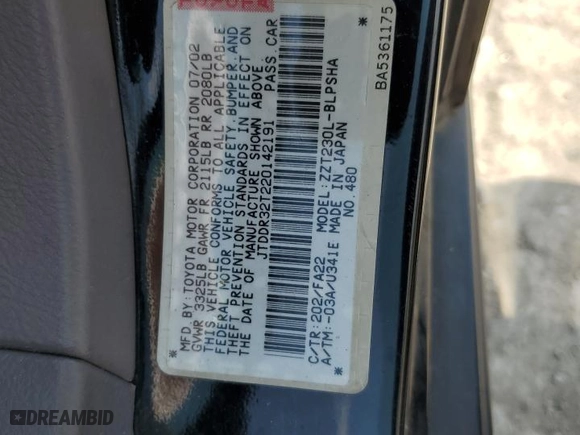 MFD.BY:TOYOTA MOTOR CORPORATION 07/02
GVWR 3325LB GAWR FR 2115LB RR 2080LB
THIS VEHICLE CONFORMS TO ALL APPLICABLE
FEDERAL MOTOR VEHICLE SAFETY, BUMPER, AND
THEFT PREVENTION STANDARDS IN EFFECT ON
THE DATE OF MANUFACTURE SHOWN ABOVE.
JTDDR32T220142191 PASS CAR
C/TR:202/FA22 MODEL:ZZT230L-BLPSHA
A/TM:-03A/U341E MADE IN JAPAN
NO.480
BA5361175
DREAMBID